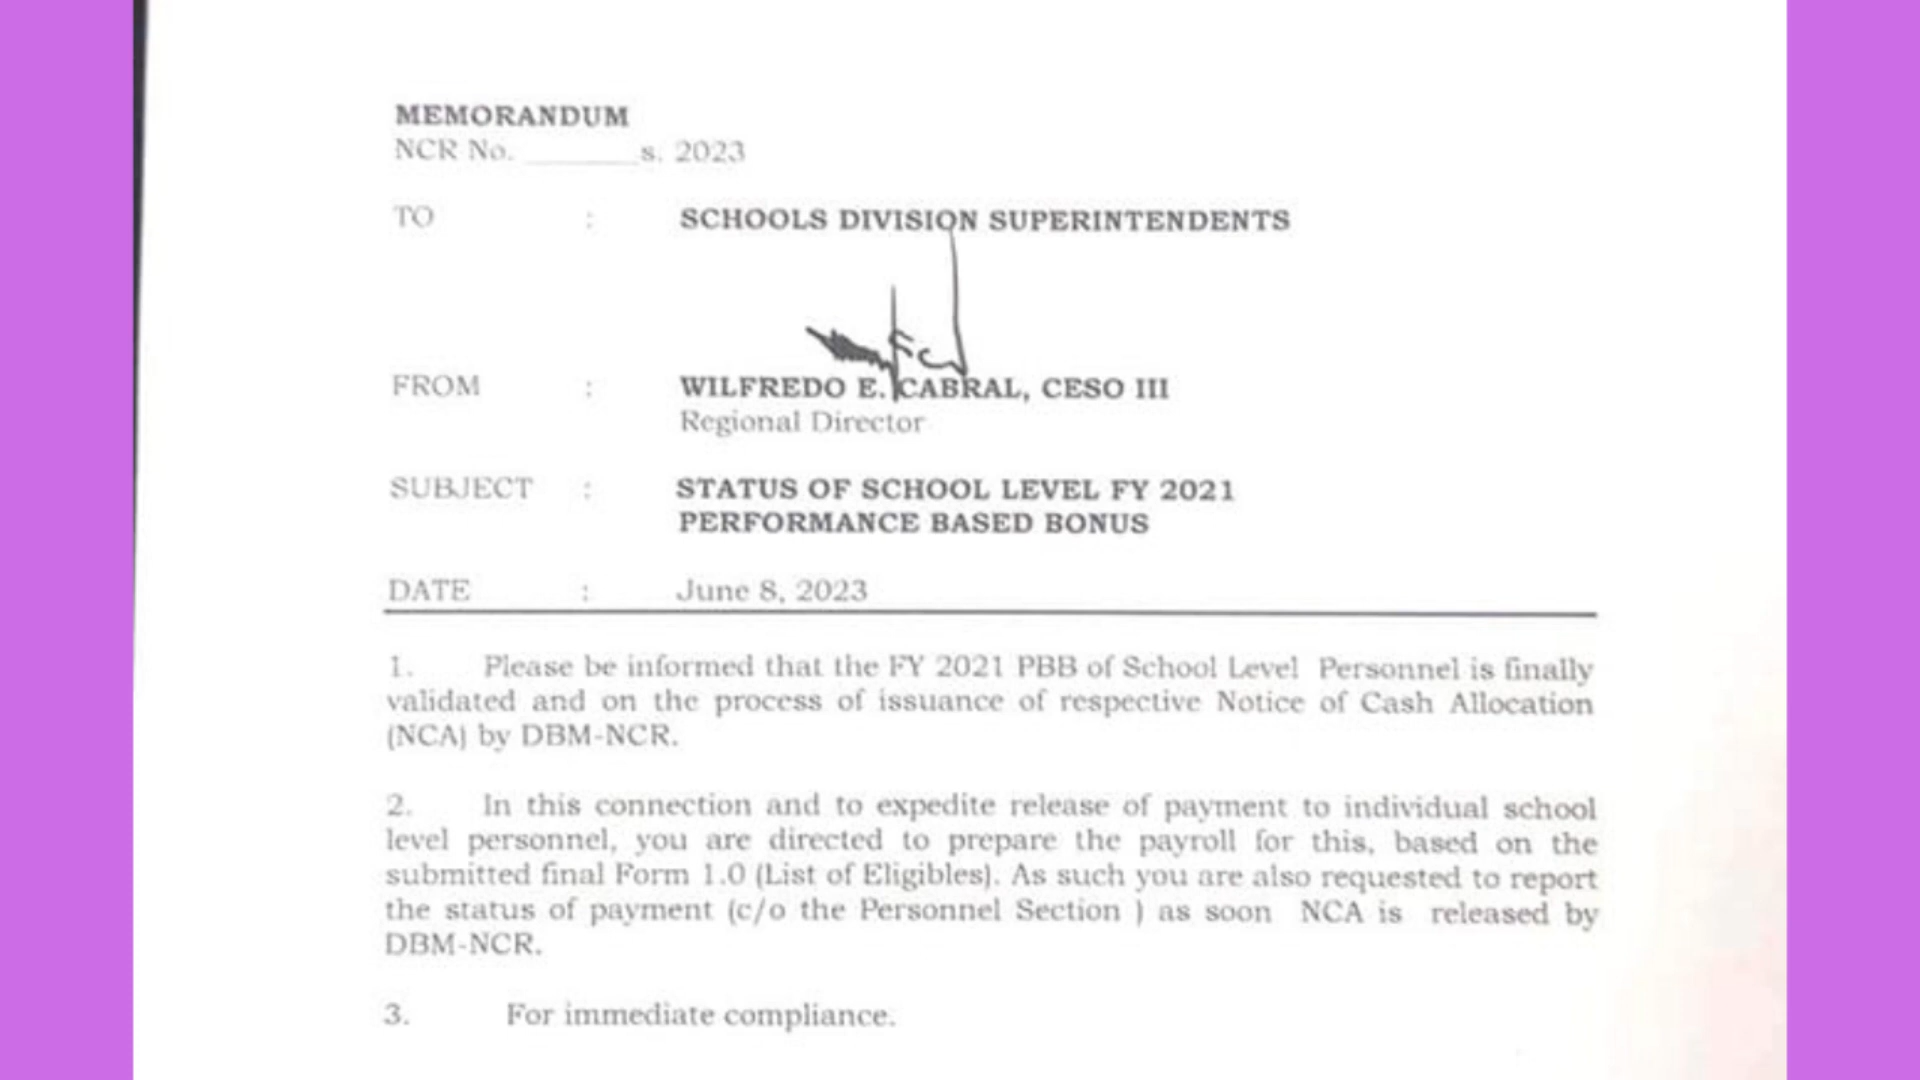 MEMORANDUM
NCR No. _______ s. 2023
TO : SCHOOLS DIVISION SUPERINTENDENTS
FROM : WILFREDO E. CABRAL, CESO III
Regional Director
SUBJECT : STATUS OF SCHOOL LEVEL FY 2021
PERFORMANCE BASED BONUS
DATE : June 8, 2023
1. Please be informed that the FY 2021 PBB of School Level Personnel is finally
validated and on the process of issuance of respective Notice of Cash Allocation
(NCA) by DBM-NCR.
2. In this connection and to expedite release of payment to individual school
level personnel, you are directed to prepare the payroll for this, based on the
submitted final Form 1.0 (List of Eligibles). As such you are also requested to report
the status of payment (c/o the Personnel Section ) as soon NCA is released by
DBM-NCR.
3. For immediate compliance.